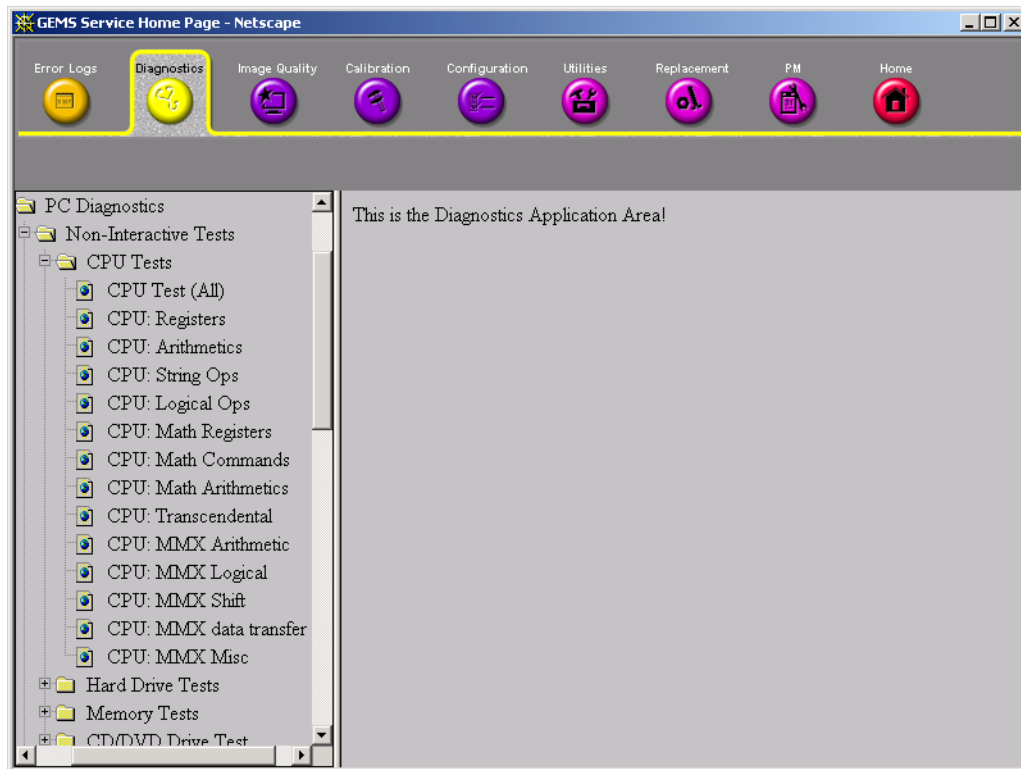 GEMS Service Home Page - Netscape
Error Logs
Diagnostics
Image Quality
Calibration
Configuration
Utilities
Replacement
PM
Home
PC Diagnostics
Non-Interactive Tests
CPU Tests
CPU Test (All)
CPU: Registers
CPU: Arithmetics
CPU: String Ops
CPU: Logical Ops
CPU: Math Registers
CPU: Math Commands
CPU: Math Arithmetics
CPU: Transcendental
CPU: MMX Arithmetic
CPU: MMX Logical
CPU: MMX Shift
CPU: MMX data transfer
CPU: MMX Misc
Hard Drive Tests
Memory Tests
CD/DVD Drive Test
This is the Diagnostics Application Area!